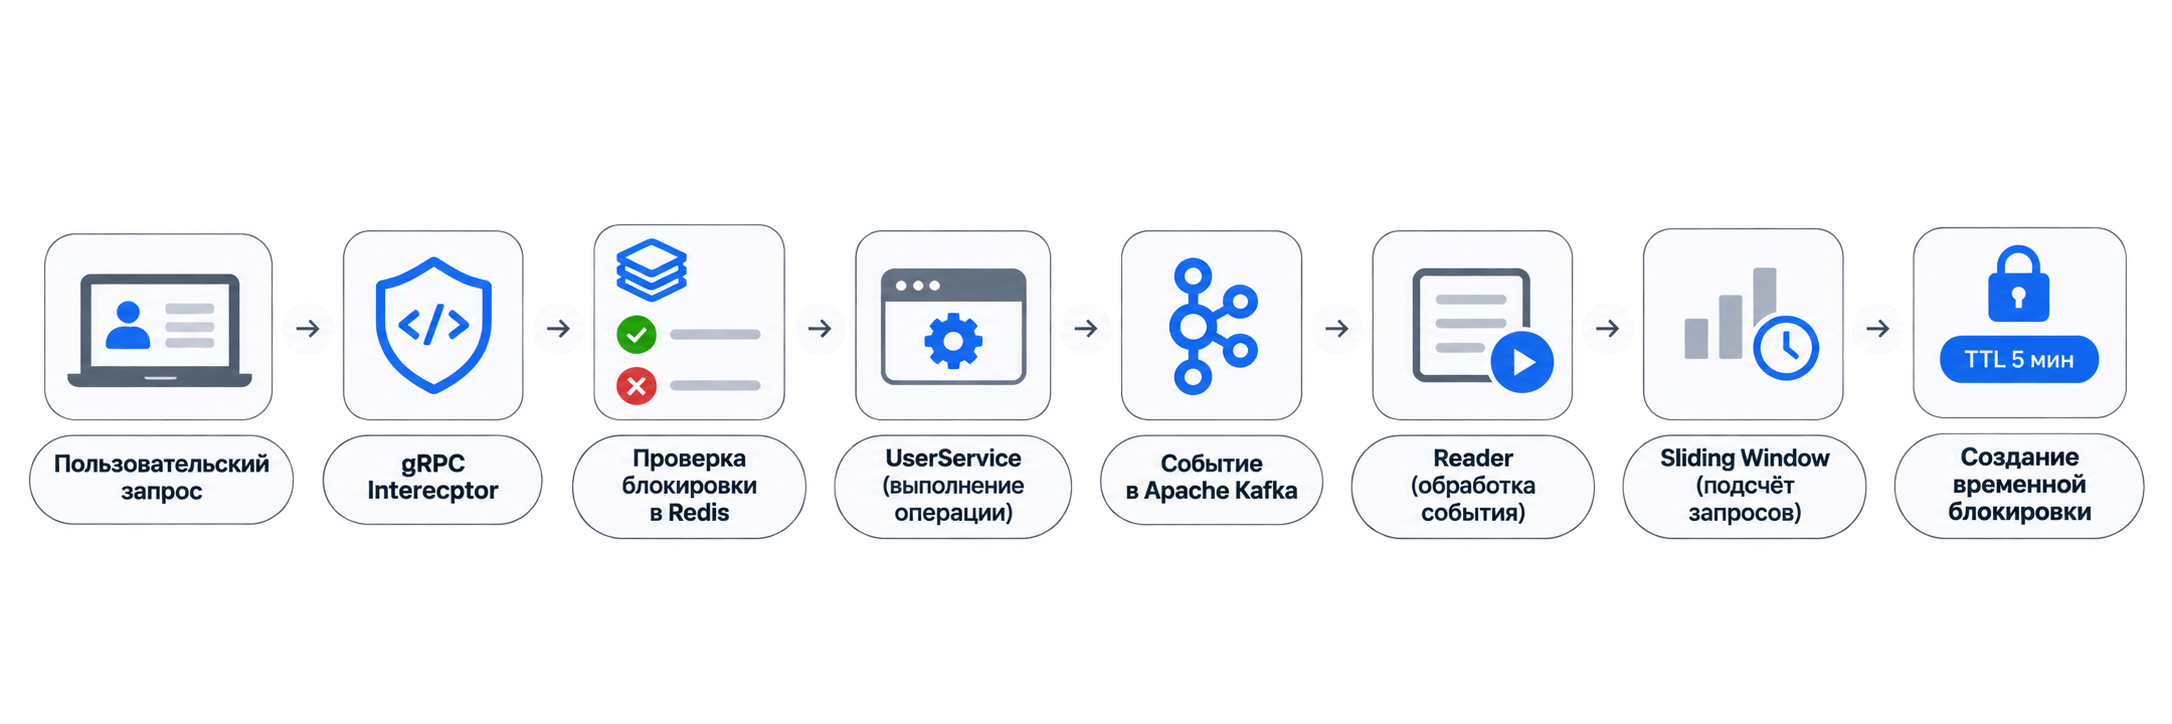 Пользовательский
запрос
gRPC
Interecptor
Проверка
блокировки
в Redis
UserService
(выполнение
операции)
Событие
в Apache Kafka
Reader
(обработка
события)
Sliding Window
(подсчёт
запросов)
TTL 5 мин
Создание
временной
блокировки